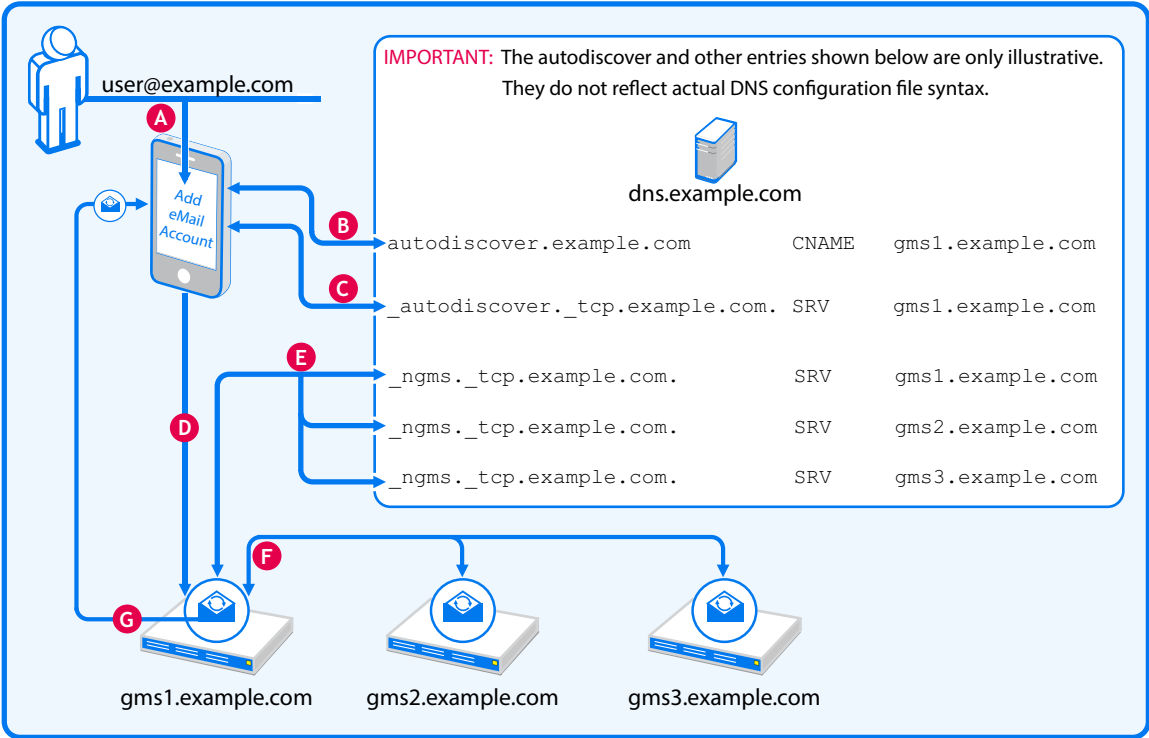 IMPORTANT: The autodiscover and other entries shown below are only illustrative.
They do not reflect actual DNS configuration file syntax.
user@example.com
A
Add
eMail
Account
dns.example.com
B
autodiscover.example.com CNAME gms1.example.com
C
_autodiscover._tcp.example.com. SRV gms1.example.com
E
_ngms._tcp.example.com. SRV gms1.example.com
D
_ngms._tcp.example.com. SRV gms2.example.com
_ngms._tcp.example.com. SRV gms3.example.com
F
G
gms1.example.com
gms2.example.com
gms3.example.com